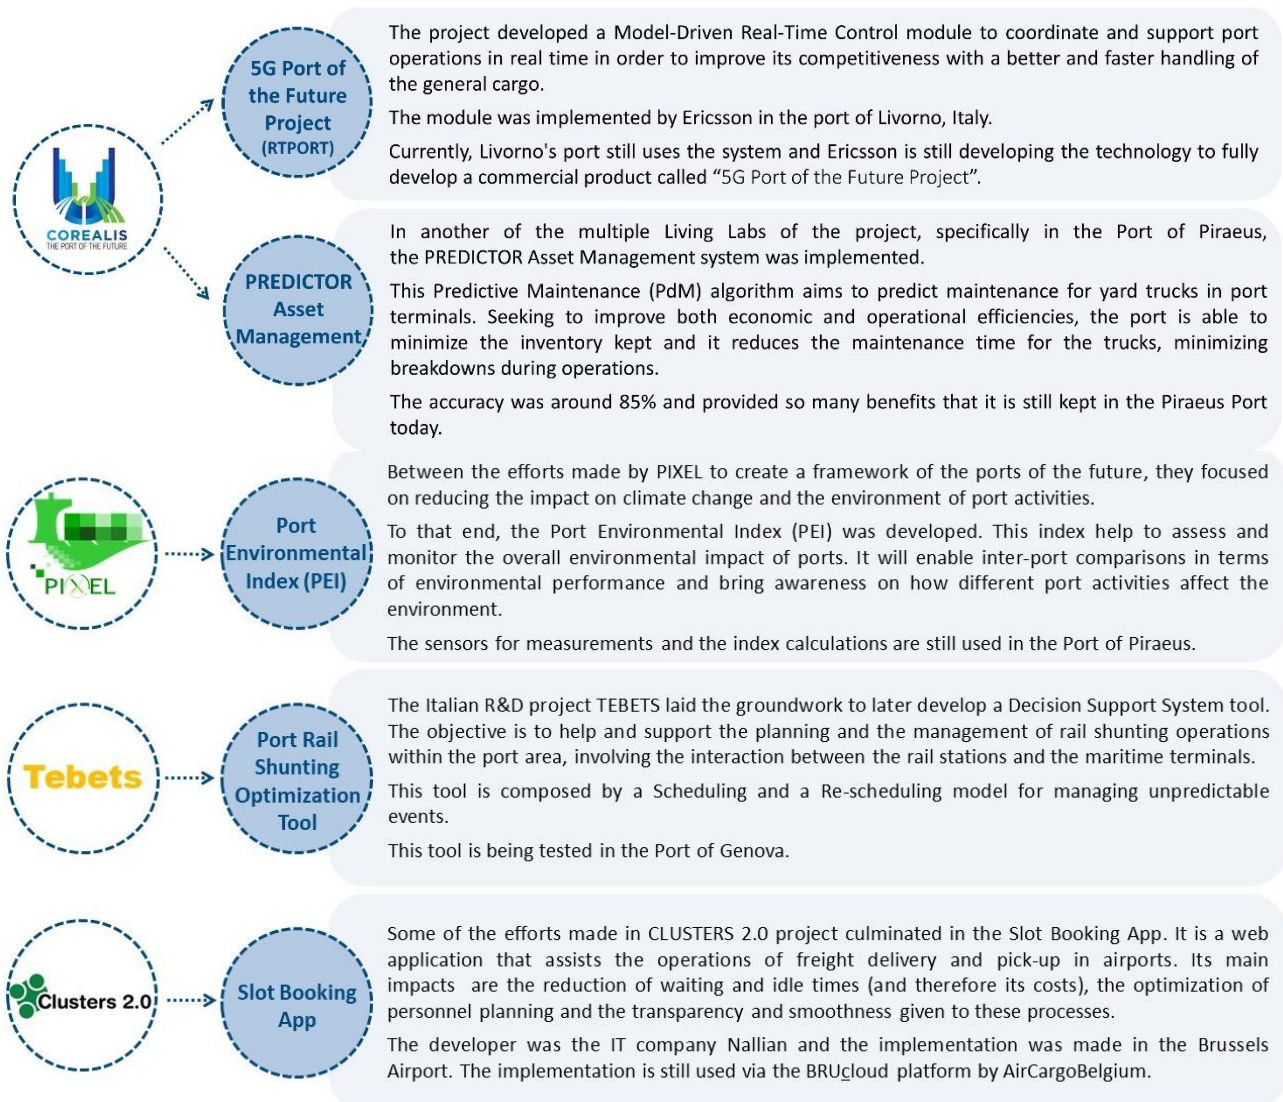 COREALIS
THE PORT OF THE FUTURE
5G Port of
the Future
Project
(RTPORT)
The project developed a Model-Driven Real-Time Control module to coordinate and support port
operations in real time in order to improve its competitiveness with a better and faster handling of
the general cargo.
The module was implemented by Ericsson in the port of Livorno, Italy.
Currently, Livorno's port still uses the system and Ericsson is still developing the technology to fully
develop a commercial product called “5G Port of the Future Project”.
PREDICTOR
Asset
Management
In another of the multiple Living Labs of the project, specifically in the Port of Piraeus,
the PREDICTOR Asset Management system was implemented.
This Predictive Maintenance (PdM) algorithm aims to predict maintenance for yard trucks in port
terminals. Seeking to improve both economic and operational efficiencies, the port is able to
minimize the inventory kept and it reduces the maintenance time for the trucks, minimizing
breakdowns during operations.
The accuracy was around 85% and provided so many benefits that it is still kept in the Piraeus Port
today.
PIXEL
Port
Environmental
Index (PEI)
Between the efforts made by PIXEL to create a framework of the ports of the future, they focused
on reducing the impact on climate change and the environment of port activities.
To that end, the Port Environmental Index (PEI) was developed. This index help to assess and
monitor the overall environmental impact of ports. It will enable inter-port comparisons in terms
of environmental performance and bring awareness on how different port activities affect the
environment.
The sensors for measurements and the index calculations are still used in the Port of Piraeus.
Tebets
Port Rail
Shunting
Optimization
Tool
The Italian R&D project TEBETS laid the groundwork to later develop a Decision Support System tool.
The objective is to help and support the planning and the management of rail shunting operations
within the port area, involving the interaction between the rail stations and the maritime terminals.
This tool is composed by a Scheduling and a Re-scheduling model for managing unpredictable
events.
This tool is being tested in the Port of Genova.
Clusters 2.0
Slot Booking
App
Some of the efforts made in CLUSTERS 2.0 project culminated in the Slot Booking App. It is a web
application that assists the operations of freight delivery and pick-up in airports. Its main
impacts are the reduction of waiting and idle times (and therefore its costs), the optimization of
personnel planning and the transparency and smoothness given to these processes.
The developer was the IT company Nallian and the implementation was made in the Brussels
Airport. The implementation is still used via the BRUcloud platform by AirCargoBelgium.